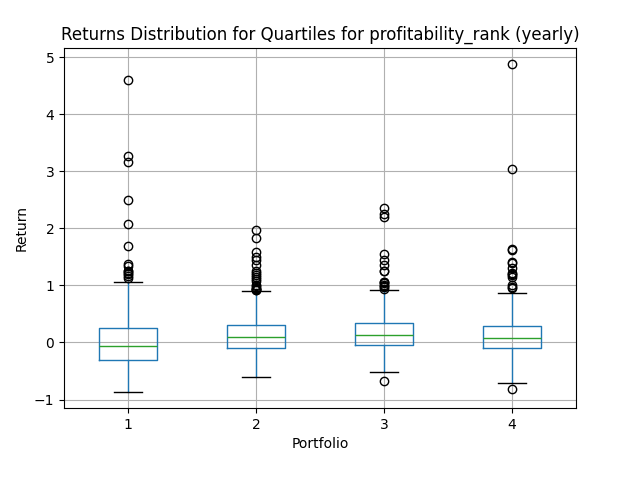 Returns Distribution for Quartiles for profitability_rank (yearly)
5
4
3
2
1
0
−1
Return
1 2 3 4
Portfolio